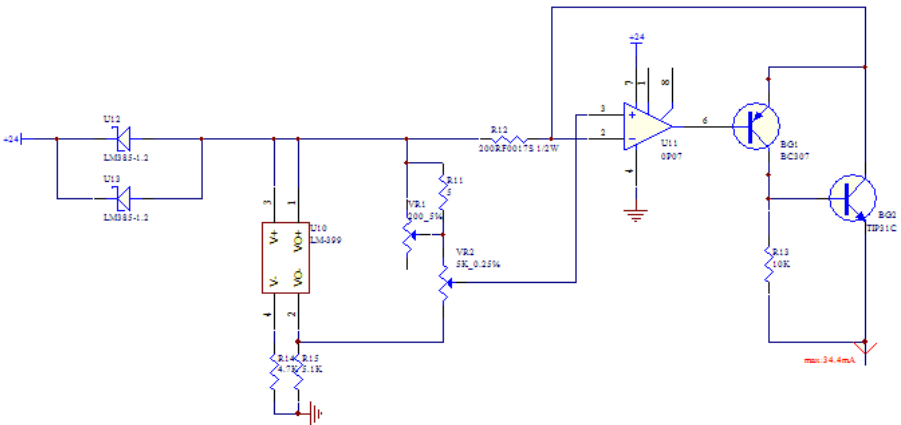 +24
U12
LM385-1.2
U13
LM385-1.2
3
1
V+
VO+
V-
VO-
U10
LM-399
4
2
R14
4.7K
R15
5.1K
VR1
200_5%
R11
5
VR2
5K_0.25%
R12
200RF0017S 1/2W
+24
7
1
8
3
+
2
-
6
4
U11
0P07
BG1
BC307
BG2
TIP31C
R13
10K
max:34.4mA